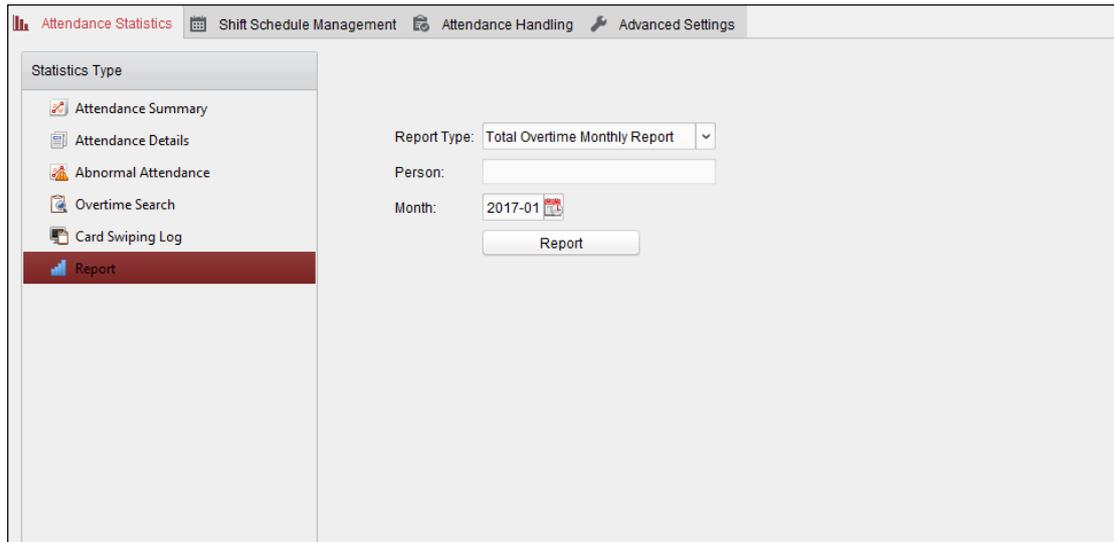 Attendance Statistics Shift Schedule Management Attendance Handling Advanced Settings
Statistics Type
Attendance Summary
Attendance Details
Abnormal Attendance
Overtime Search
Card Swiping Log
Report
Report Type: Total Overtime Monthly Report
Person:
Month: 2017-01
Report